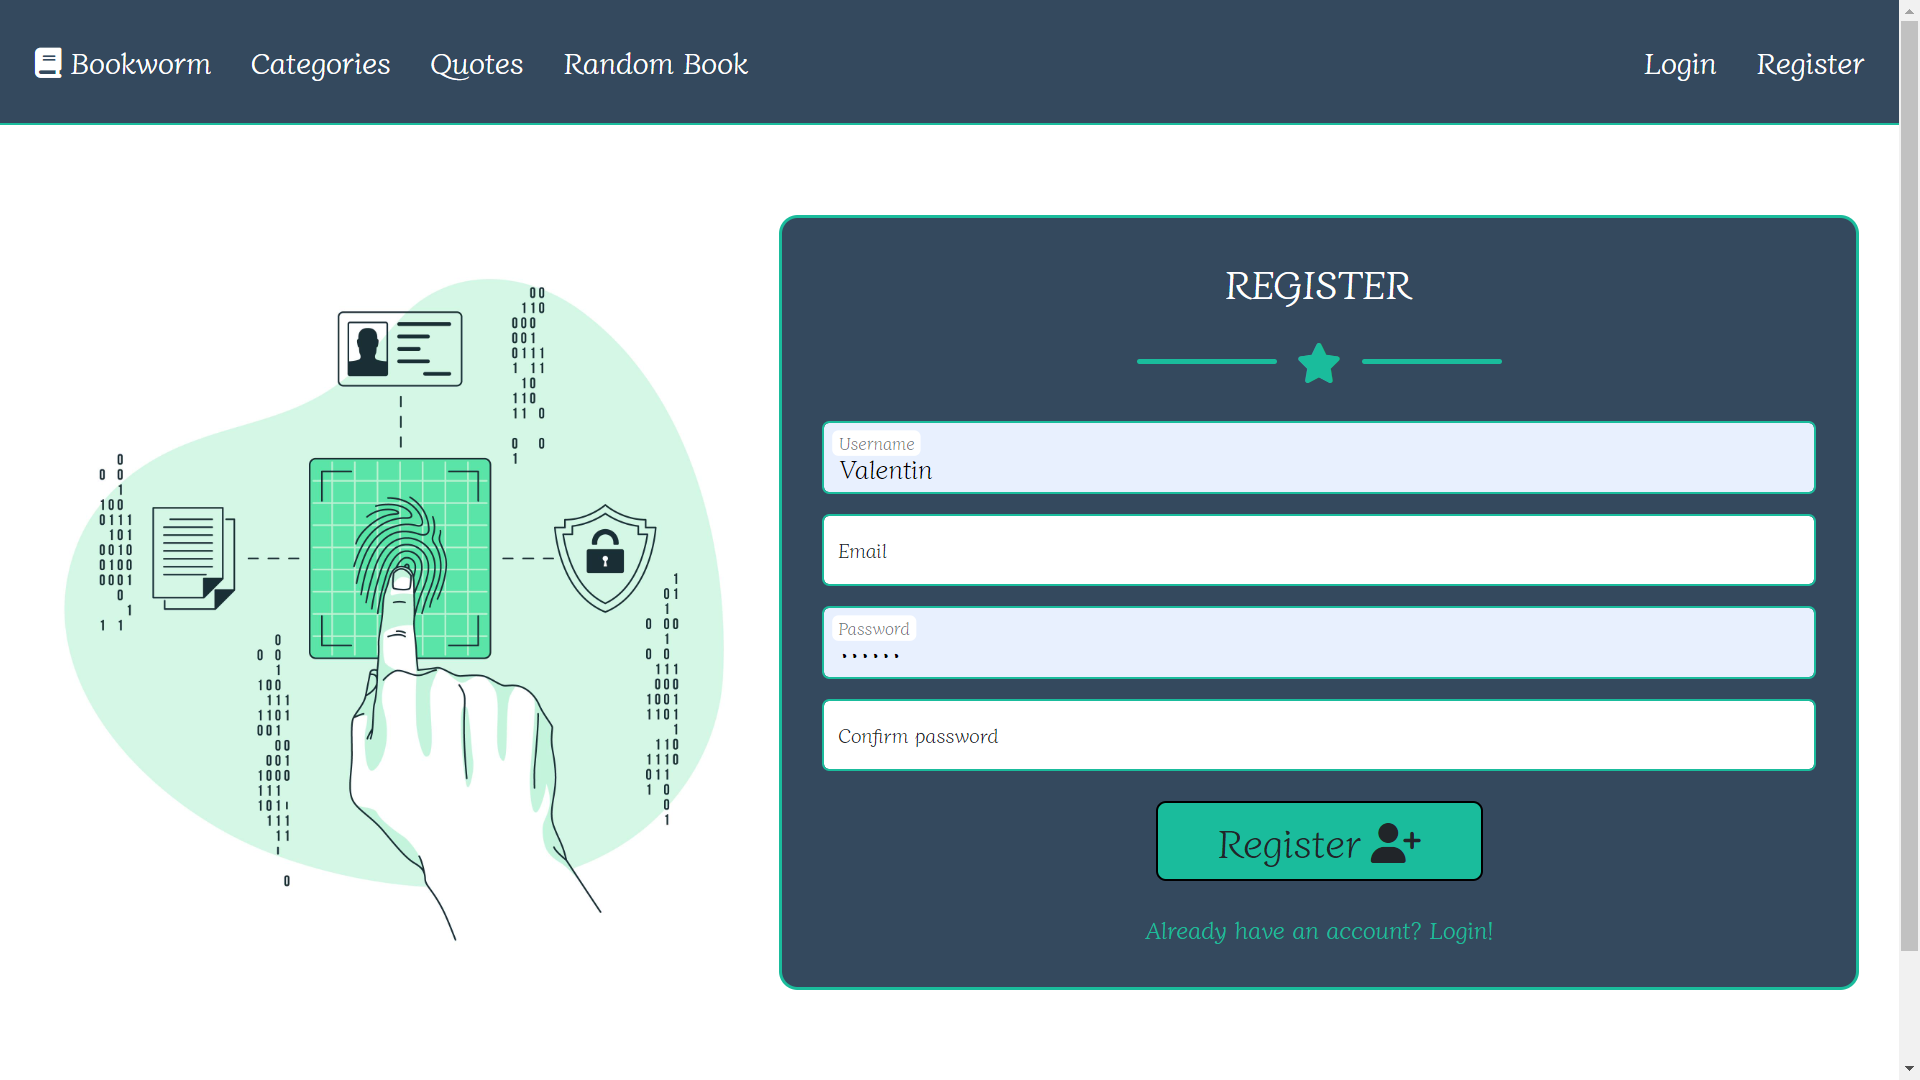 Bookworm Categories Quotes Random Book Login Register
REGISTER
Username
Valentin
Email
Password
••••••
Confirm password
Register
Already have an account? Login!